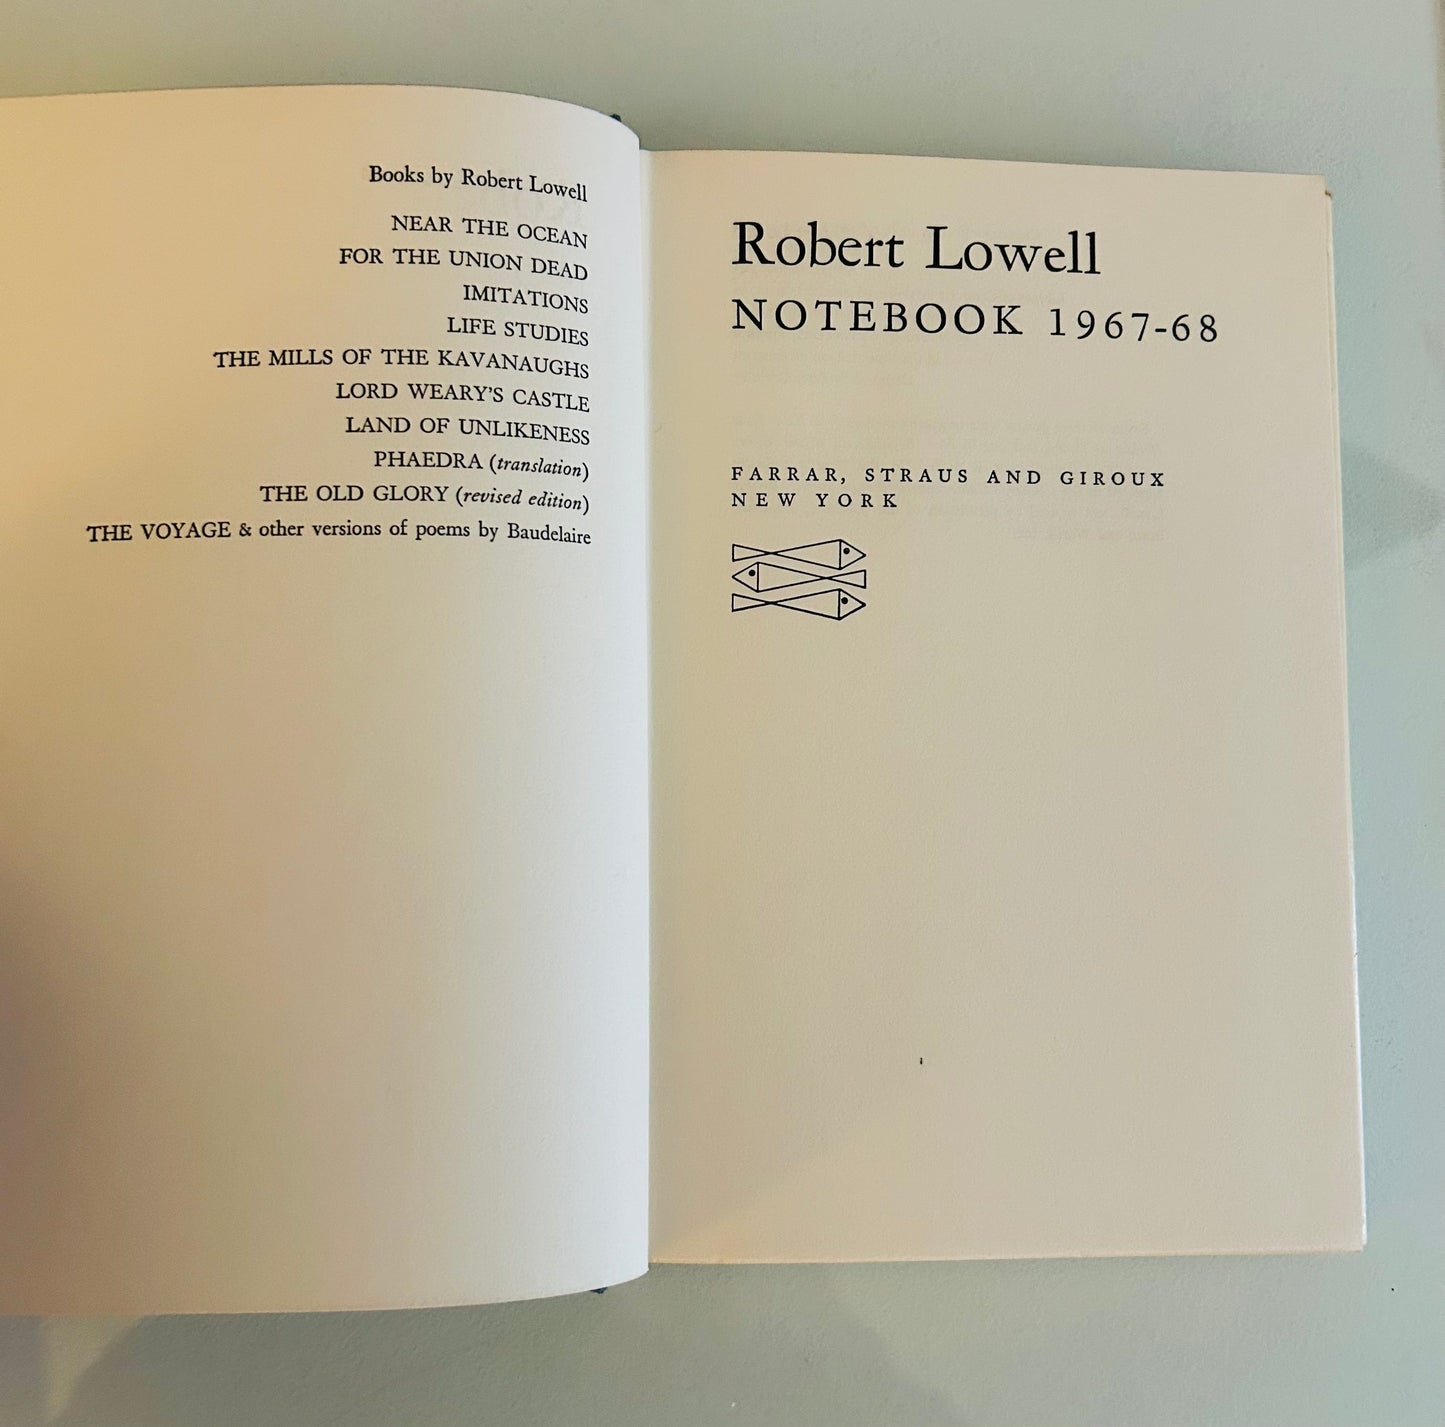 Books by Robert Lowell
NEAR THE OCEAN
FOR THE UNION DEAD
IMITATIONS
LIFE STUDIES
THE MILLS OF THE KAVANAUGHS
LORD WEARY'S CASTLE
LAND OF UNLIKENESS
PHAEDRA (translation)
THE OLD GLORY (revised edition)
THE VOYAGE & other versions of poems by Baudelaire
Robert Lowell
NOTEBOOK 1967-68
FARRAR, STRAUS AND GIROUX
NEW YORK